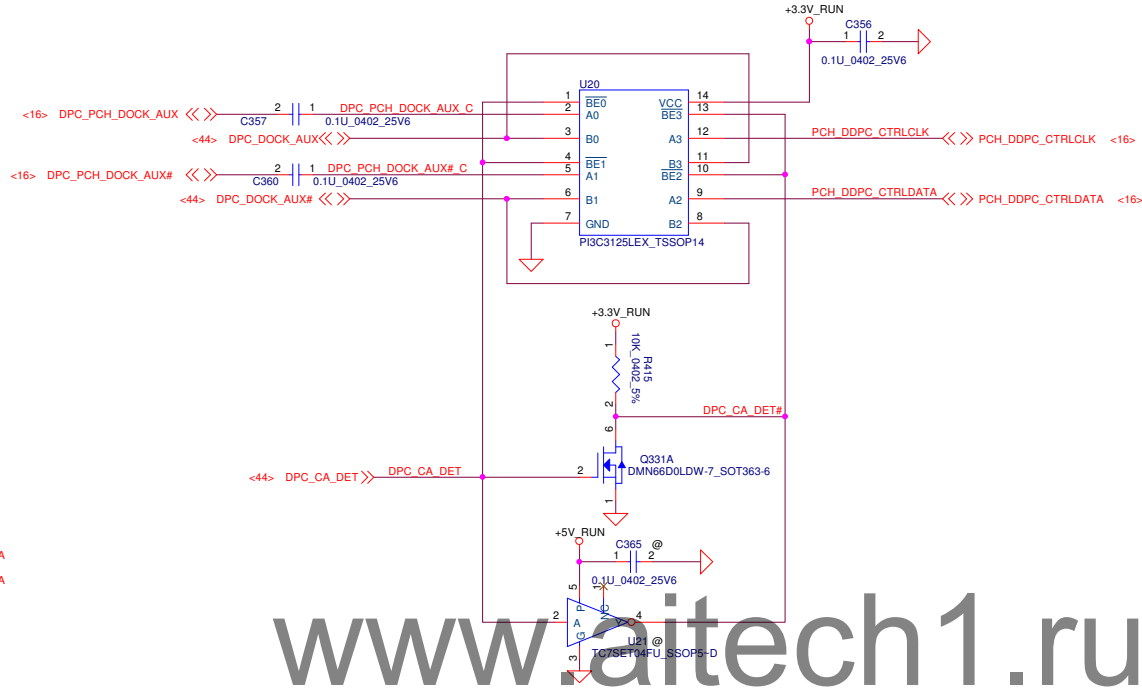 +3.3V_RUN
C356
1 2
0.1U_0402_25V6
U20
1 BE0 VCC 14
2 A0 BE3 13
3 B0 A3 12
4 BE1 B3 11
5 A1 BE2 10
6 B1 A2 9
7 GND B2 8
PI3C3125LEX_TSSOP14
<16> DPC_PCH_DOCK_AUX
2 1
C357
0.1U_0402_25V6
DPC_PCH_DOCK_AUX_C
<44> DPC_DOCK_AUX
<16> DPC_PCH_DOCK_AUX#
2 1
C360
0.1U_0402_25V6
DPC_PCH_DOCK_AUX#_C
<44> DPC_DOCK_AUX#
PCH_DDPC_CTRLCLK
PCH_DDPC_CTRLCLK <16>
PCH_DDPC_CTRLDATA
PCH_DDPC_CTRLDATA <16>
+3.3V_RUN
1
R415
10K_0402_5%
2
DPC_CA_DET#
6
Q331A
DMN66D0LDW-7_SOT363-6
2
1
<44> DPC_CA_DET
DPC_CA_DET
+5V_RUN
C365 @
1 2
0.1U_0402_25V6
5
1
P
NC
2
A
Y
4
G
3
U21 @
TC7SET04FU_SSOP5~D
A
A
www.aitech1.ru